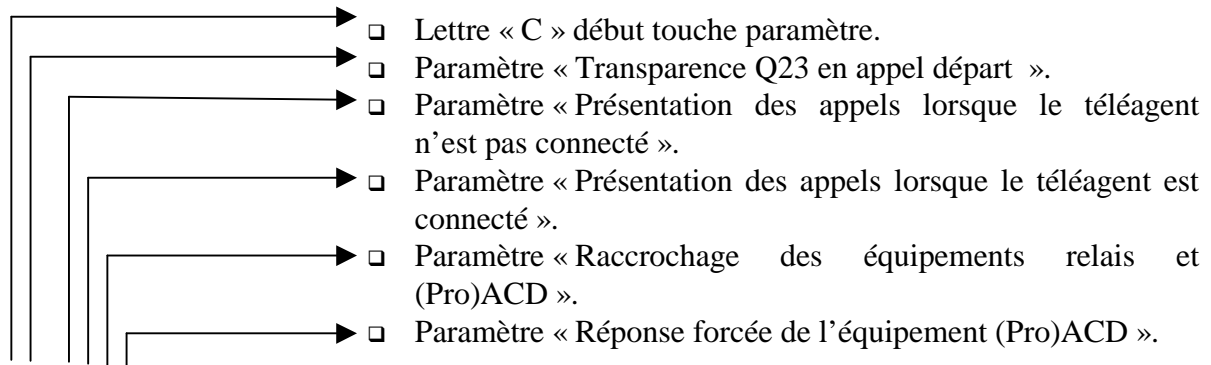 ❑ Lettre « C » début touche paramètre.
❑ Paramètre « Transparence Q23 en appel départ ».
❑ Paramètre « Présentation des appels lorsque le téléagent
n’est pas connecté ».
❑ Paramètre « Présentation des appels lorsque le téléagent est
connecté ».
❑ Paramètre « Raccrochage des équipements relais et
(Pro)ACD ».
❑ Paramètre « Réponse forcée de l’équipement (Pro)ACD ».